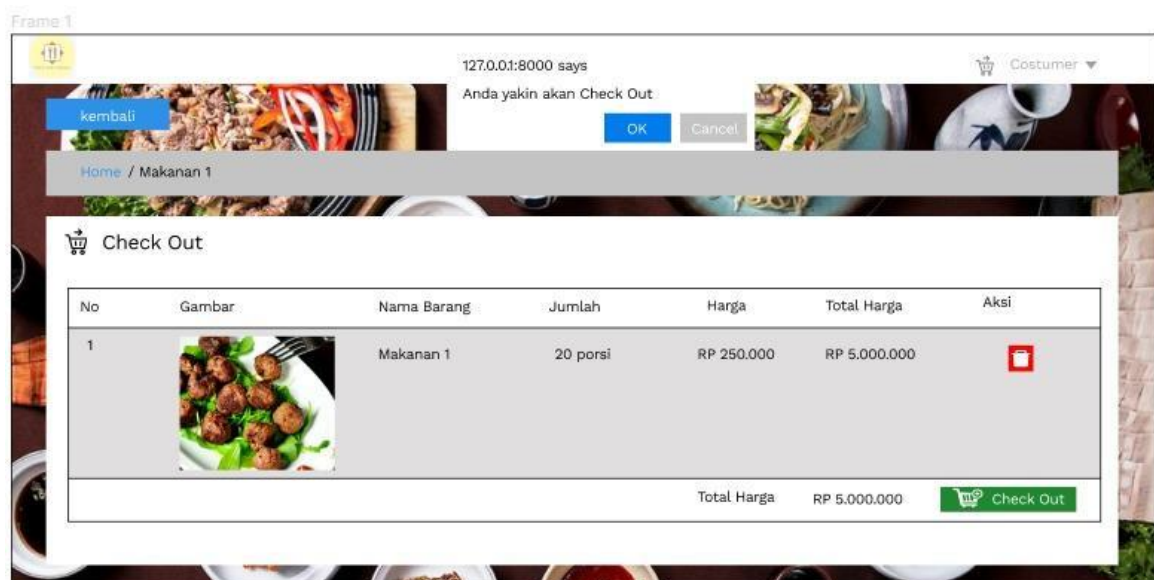 Frame 1
127.0.0.1:8000 says
Costumer
Anda yakin akan Check Out
kembali
OK Cancel
Home / Makanan 1
Check Out
No Gambar Nama Barang Jumlah Harga Total Harga Aksi
1 Makanan 1 20 porsi RP 250.000 RP 5.000.000
Total Harga RP 5.000.000 Check Out